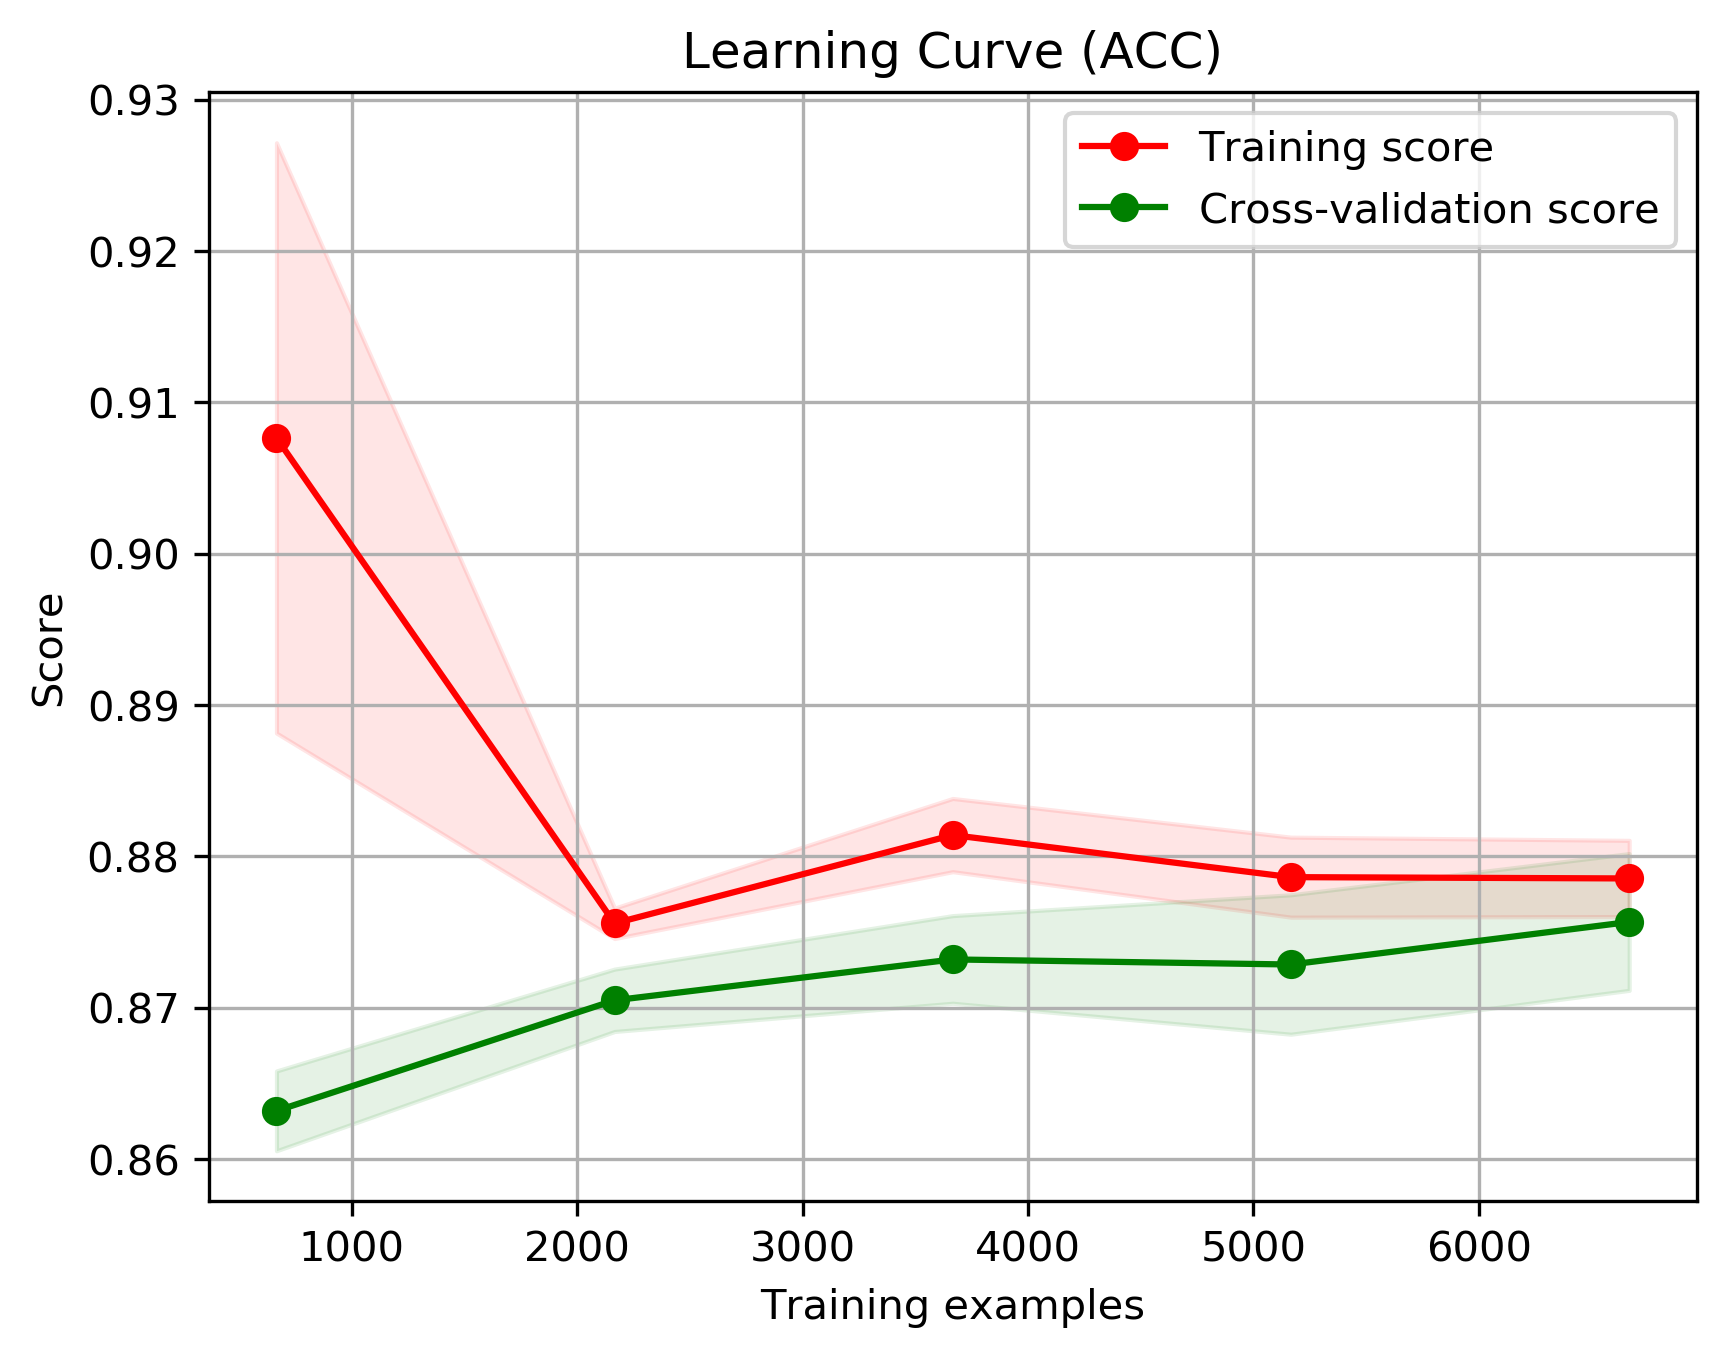 Learning Curve (ACC)
0.93
0.92
0.91
0.90
0.89
0.88
0.87
0.86
Score
Training score
Cross-validation score
1000 2000 3000 4000 5000 6000
Training examples